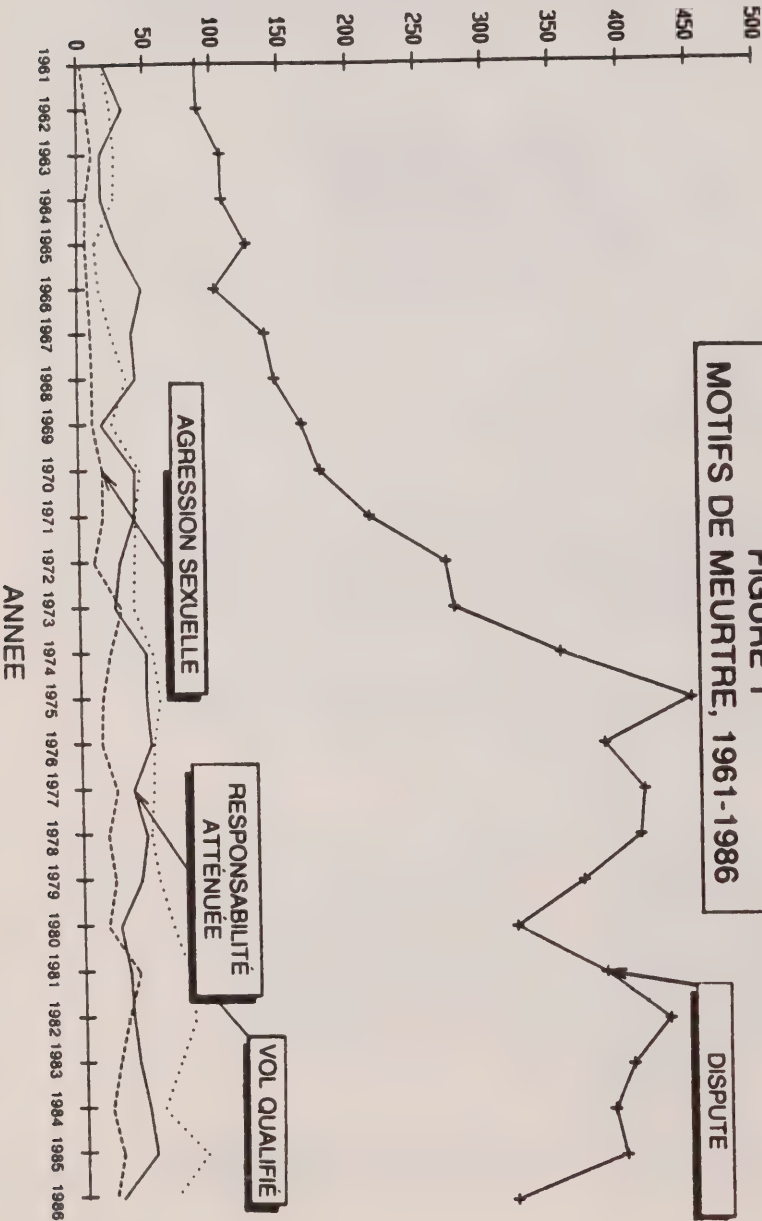 FIGURE 1
MOTIFS DE MEURTRE, 1961-1986
500
450
400
350
300
250
200
150
100
50
0
DISPUTE
VOL QUALIFIÉ
RESPONSABILITÉ
ATTÉNUÉE
AGRESSION SEXUELLE
1961 1962 1963 1964 1965 1966 1967 1968 1969 1970 1971 1972 1973 1974 1975 1976 1977 1978 1979 1980 1981 1982 1983 1984 1985 1986
ANNEE